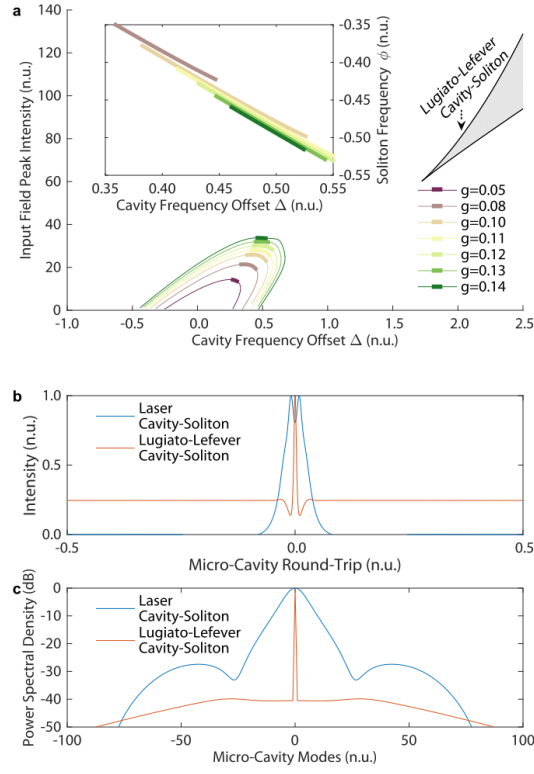 a
140
120
100
80
60
40
20
0
Input Field Peak Intensity (n.u.)
-1.0 -0.5 0.0 0.5 1.0 1.5 2.0 2.5
Cavity Frequency Offset Δ (n.u.)
-0.35
-0.40
-0.45
-0.50
-0.55
Soliton Frequency ϕ (n.u.)
0.35 0.40 0.45 0.50 0.55
Cavity Frequency Offset Δ (n.u.)
Lugiato-Lefever
Cavity-Soliton
g=0.05
g=0.08
g=0.10
g=0.11
g=0.12
g=0.13
g=0.14
b
1.0
0.5
0.0
Intensity (n.u.)
Laser
Cavity-Soliton
Lugiato-Lefever
Cavity-Soliton
-0.5 0.0 0.5
Micro-Cavity Round-Trip (n.u.)
c
0
-10
-20
-30
-40
-50
Power Spectral Density (dB)
Laser
Cavity-Soliton
Lugiato-Lefever
Cavity-Soliton
-100 -50 0 50 100
Micro-Cavity Modes (n.u.)